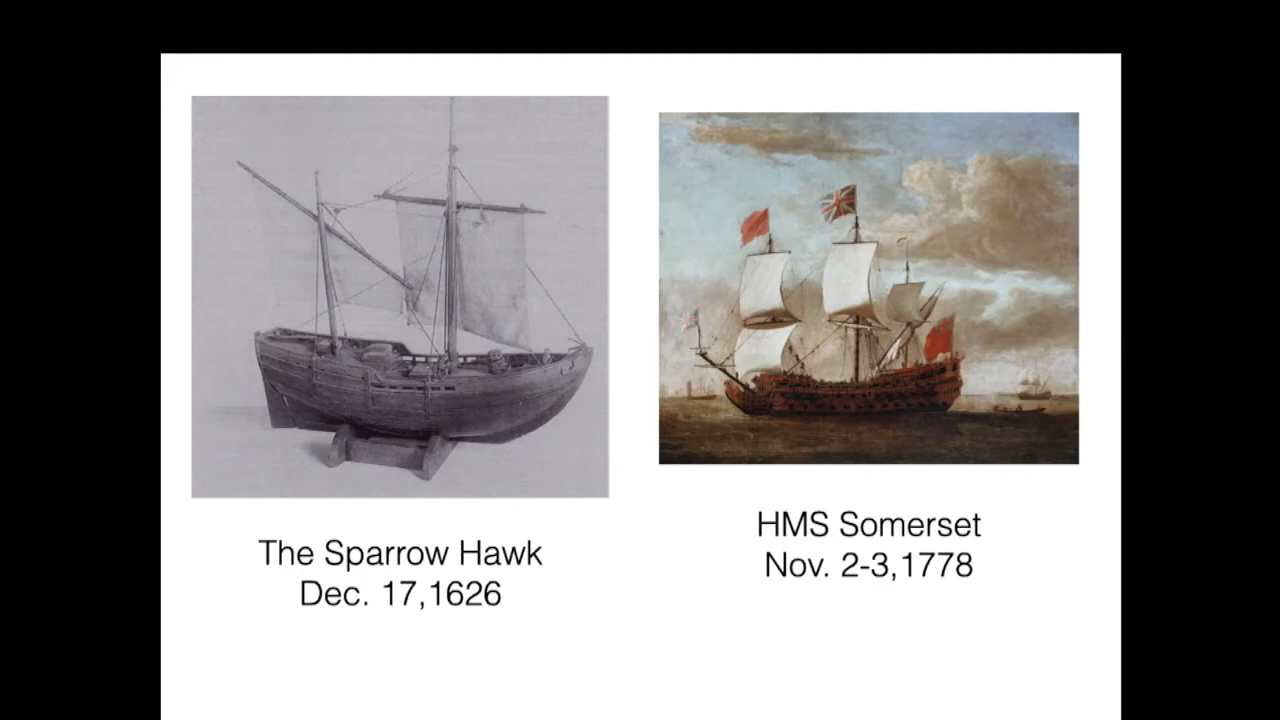 The Sparrow Hawk
Dec. 17,1626
HMS Somerset
Nov. 2-3,1778